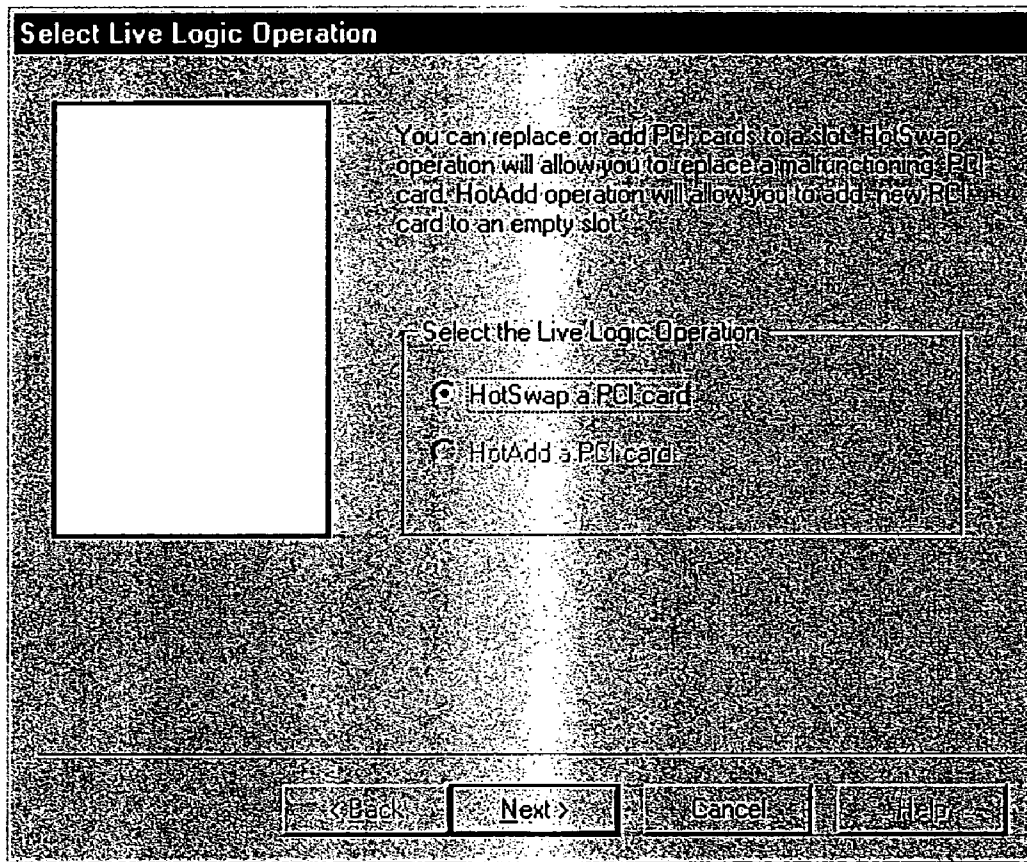 Select Live Logic Operation
You can replace or add PCI cards to a slot. HotSwap
operation will allow you to replace a malfunctioning PCI
card. HotAdd operation will allow you to add new PCI
card to an empty slot.
Select the Live Logic Operation
HotSwap a PCI card
HotAdd a PCI card
< Back Next > Cancel Help